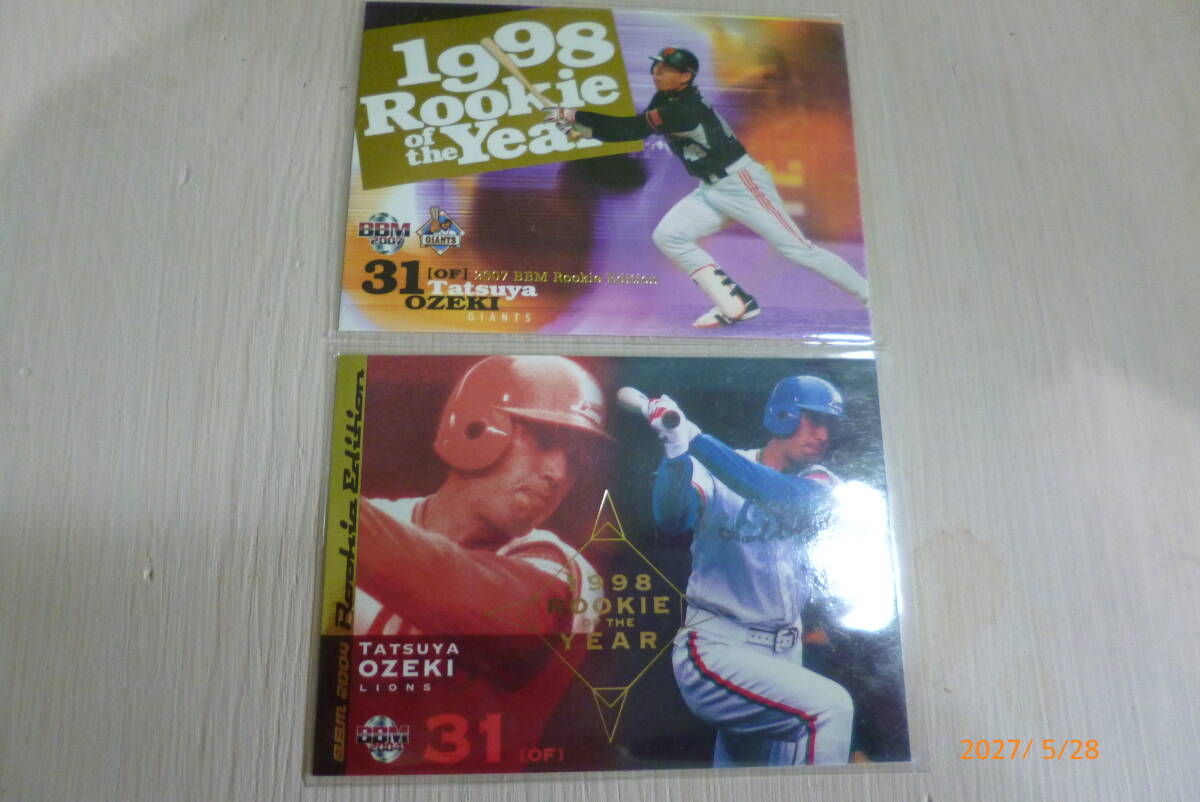 1998
Rookie
of the Year
BBM
2007
GIANTS
31 [OF] 2007 BBM Rookie Edition
Tatsuya
OZEKI
GIANTS
BBM 2004 Rookie Edition
1998
ROOKIE
OF THE
YEAR
TATSUYA
OZEKI
LIONS
BBM
2004
31 [OF]
2027/ 5/28